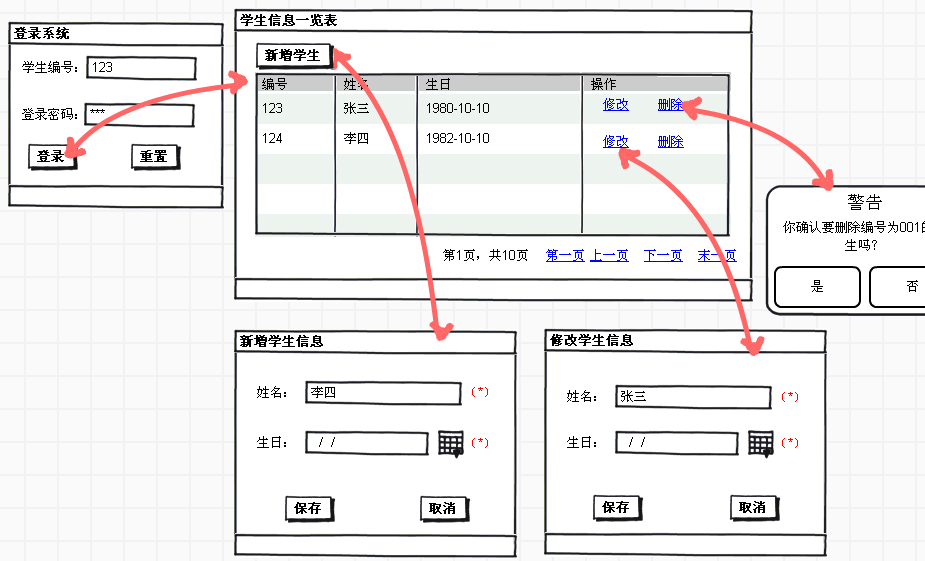 登录系统
学生编号: 123
登录密码: ***
登录 重置
学生信息一览表
新增学生
编号 姓名 生日 操作
123 张三 1980-10-10 修改 删除
124 李四 1982-10-10 修改 删除
第1页，共10页 第一页 上一页 下一页 末一页
警告
你确认要删除编号为001的
生吗?
是 否
新增学生信息
姓名: 李四 (*)
生日: / / (*)
保存 取消
修改学生信息
姓名: 张三 (*)
生日: / / (*)
保存 取消